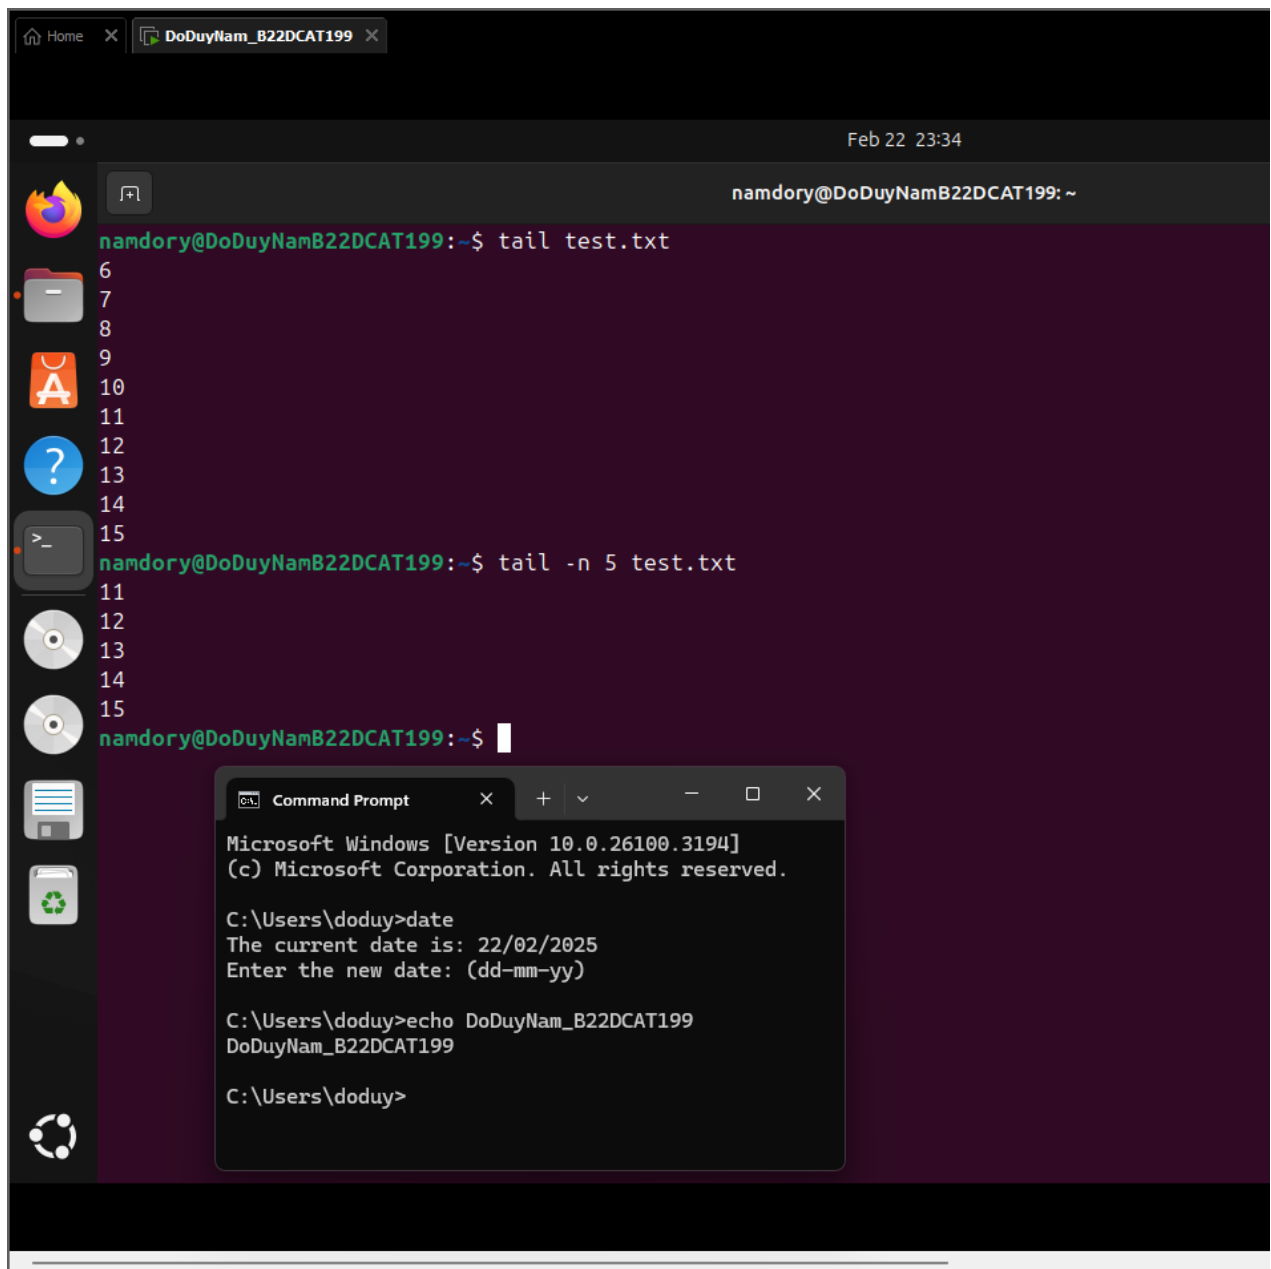 Home
DoDuyNam_B22DCAT199
Feb 22 23:34
namdory@DoDuyNamB22DCAT199: ~
namdory@DoDuyNamB22DCAT199:~$ tail test.txt
6
7
8
9
10
11
12
13
14
15
namdory@DoDuyNamB22DCAT199:~$ tail -n 5 test.txt
11
12
13
14
15
namdory@DoDuyNamB22DCAT199:~$
Command Prompt
Microsoft Windows [Version 10.0.26100.3194]
(c) Microsoft Corporation. All rights reserved.
C:\Users\doduy>date
The current date is: 22/02/2025
Enter the new date: (dd-mm-yy)
C:\Users\doduy>echo DoDuyNam_B22DCAT199
DoDuyNam_B22DCAT199
C:\Users\doduy>